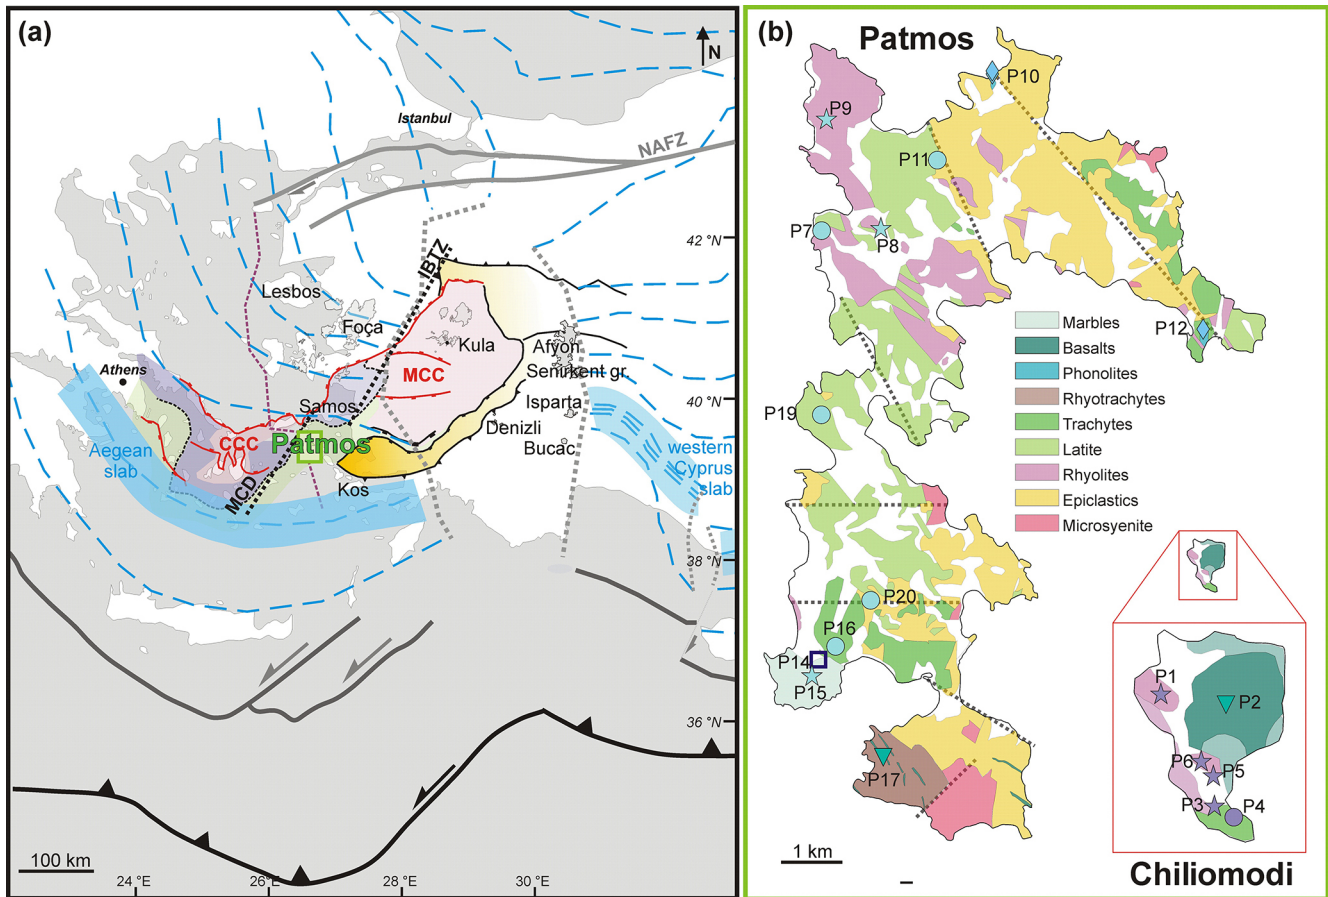 (a)
N
Istanbul
NAFZ
42 °N
IBTZ
Lesbos
Foça
Kula
Afyon
Senirkent gr.
MCC
Athens
40 °N
Samos
Isparta
Denizli
Bucac
CCC
Patmos
Aegean
slab
western
Cyprus
slab
MCD
Kos
38 °N
36 °N
100 km
24 °E
26°E
28 °E
30 °E
(b)
Patmos
P10
P9
P11
P7
P8
P12
Marbles
Basalts
Phonolites
Rhyotrachytes
Trachytes
Latite
Rhyolites
Epiclastics
Microsyenite
P19
P20
P16
P14
P15
P17
P1
P2
P6
P5
P3
P4
1 km
Chiliomodi